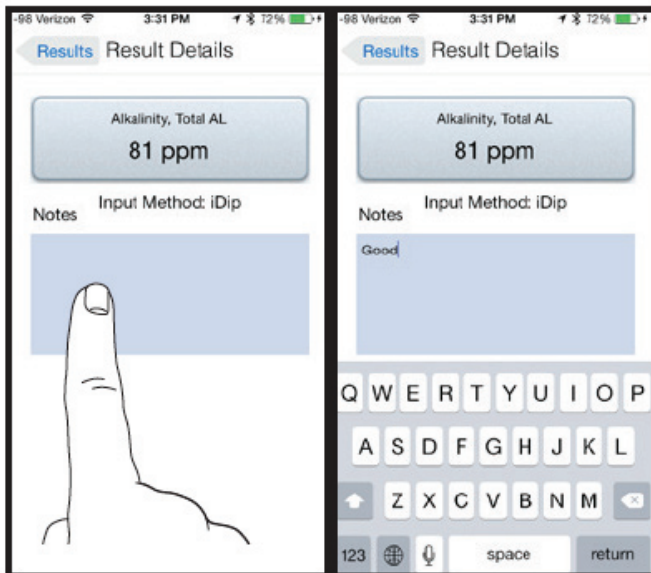 -98 Verizon 3:31 PM 72%
Results Result Details
Alkalinity, Total AL
81 ppm
Input Method: iDip
Notes
-98 Verizon 3:31 PM 72%
Results Result Details
Alkalinity, Total AL
81 ppm
Input Method: iDip
Notes
Good
Q W E R T Y U I O P
A S D F G H J K L
Z X C V B N M
123 space return